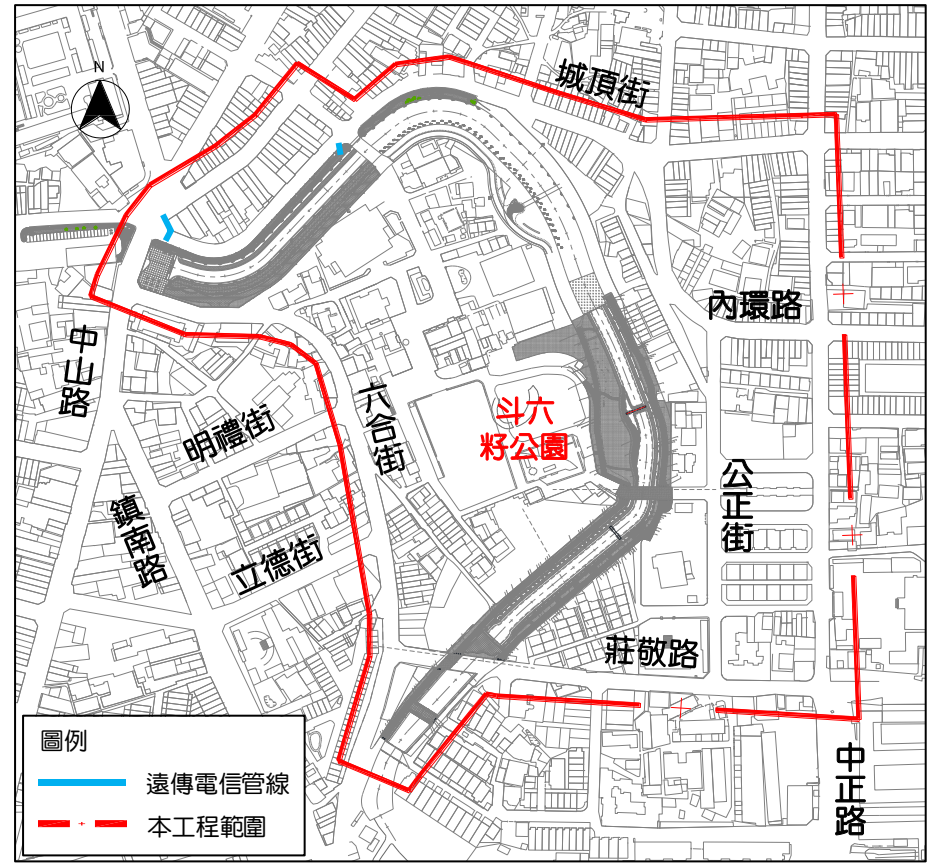 N
城頂街
內環路
中山路
六合街
斗六
籽公園
明禮街
公正街
鎮南路
立德街
莊敬路
圖例
遠傳電信管線
本工程範圍
中正路